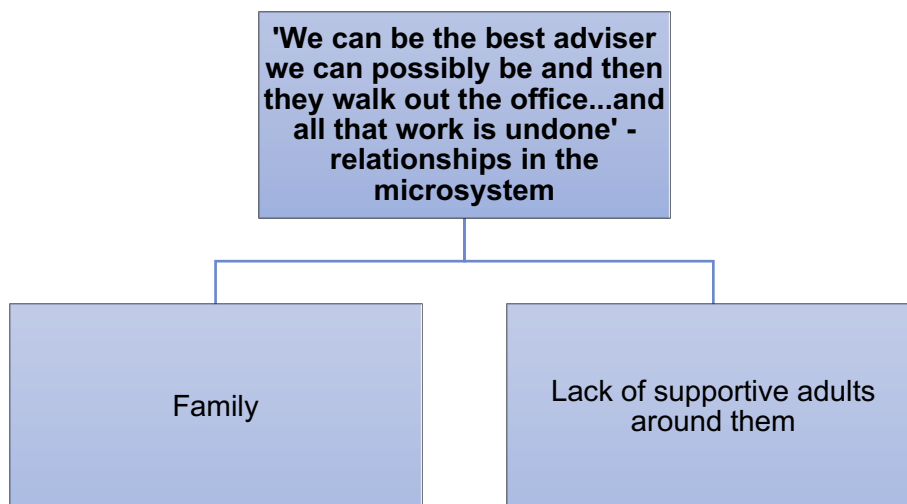 'We can be the best adviser
we can possibly be and then
they walk out the office...and
all that work is undone' -
relationships in the
microsystem
Family
Lack of supportive adults
around them